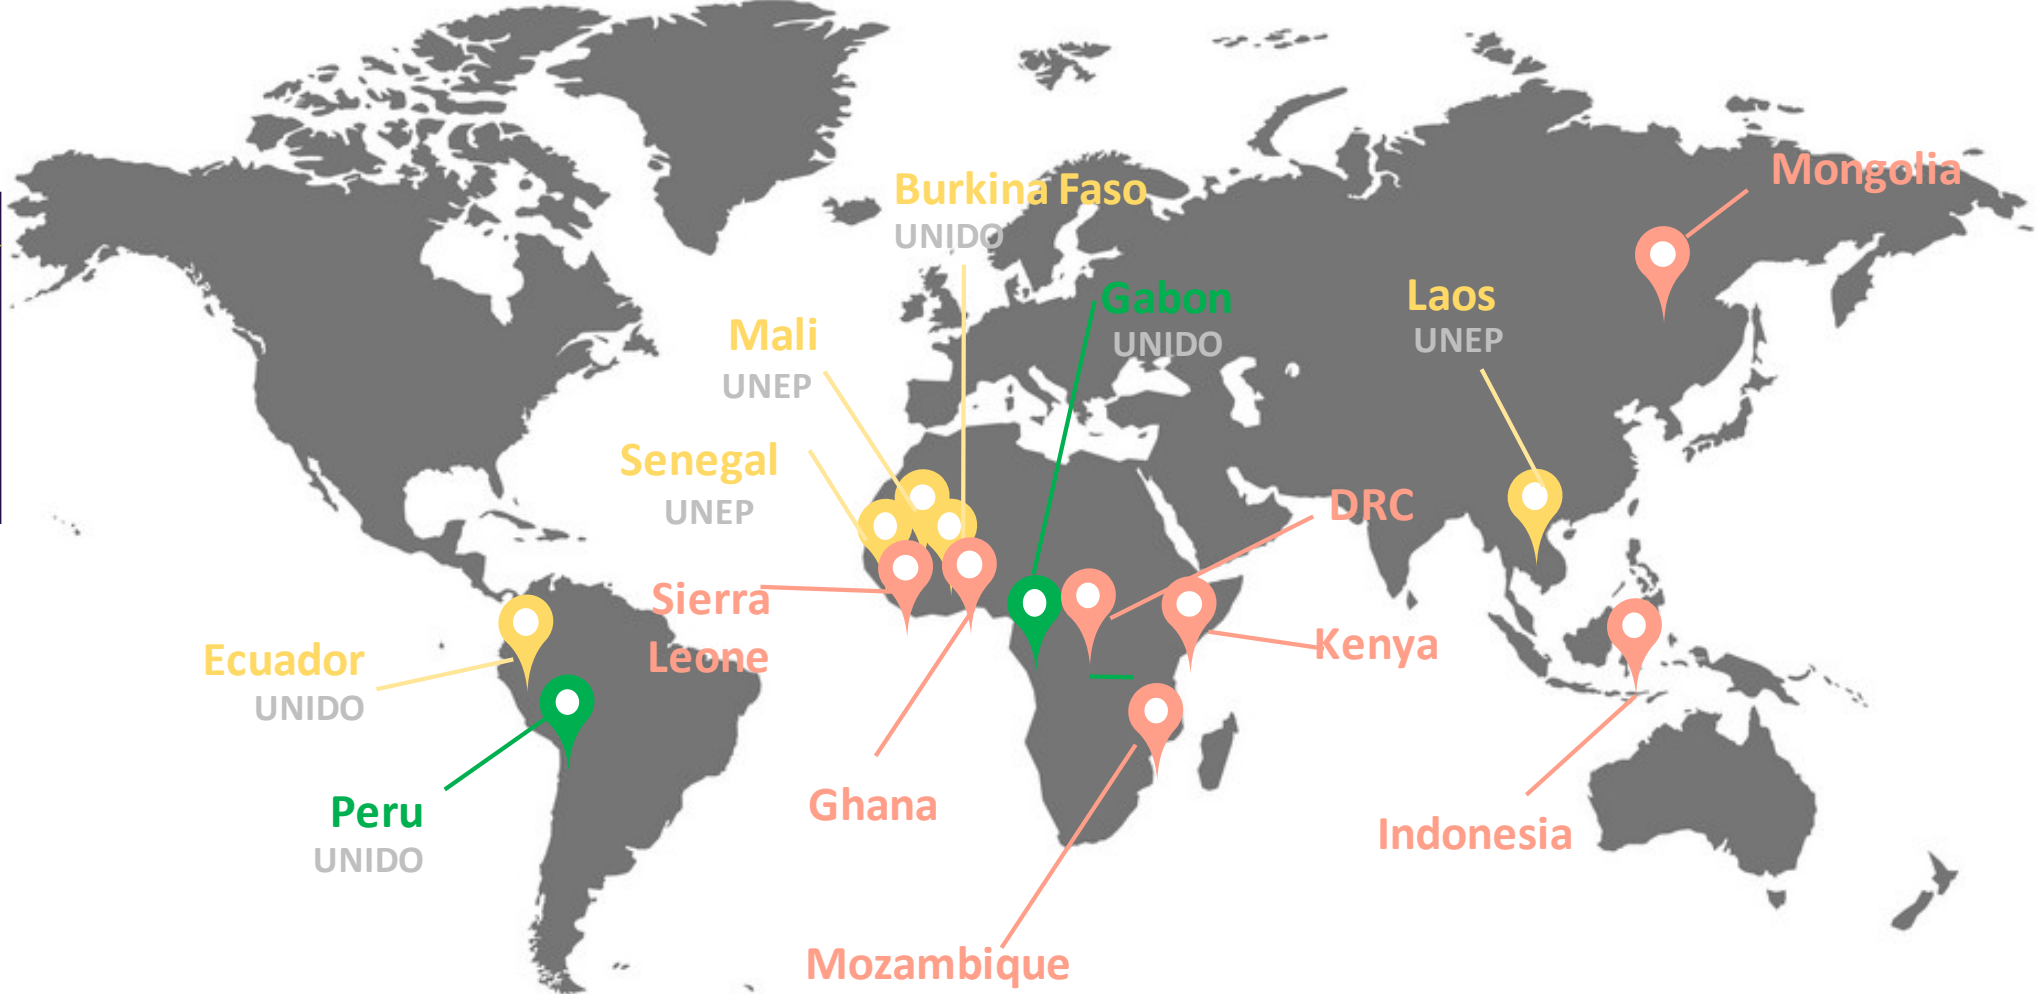 Mongolia
Burkina Faso
UNIDO
Gabon
UNIDO
Laos
UNEP
Mali
UNEP
Senegal
UNEP
DRC
Sierra
Leone
Kenya
Ecuador
UNIDO
Peru
UNIDO
Ghana
Indonesia
Mozambique